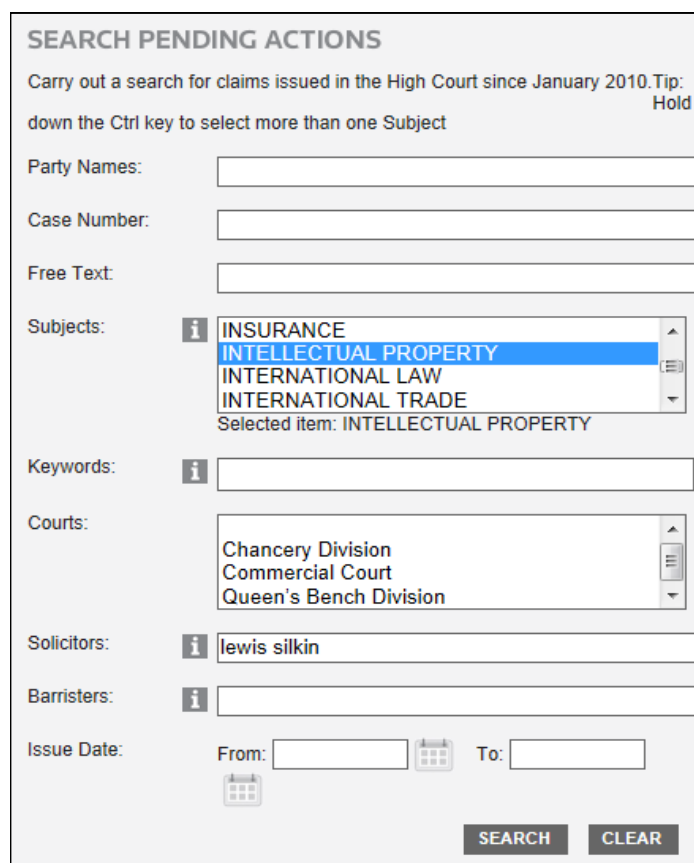 SEARCH PENDING ACTIONS
Carry out a search for claims issued in the High Court since January 2010.Tip:
Hold
down the Ctrl key to select more than one Subject
Party Names:
Case Number:
Free Text:
Subjects: i INSURANCE
INTELLECTUAL PROPERTY
INTERNATIONAL LAW
INTERNATIONAL TRADE
Selected item: INTELLECTUAL PROPERTY
Keywords: i
Courts:
Chancery Division
Commercial Court
Queen's Bench Division
Solicitors: i lewis silkin
Barristers: i
Issue Date: From: To:
SEARCH CLEAR